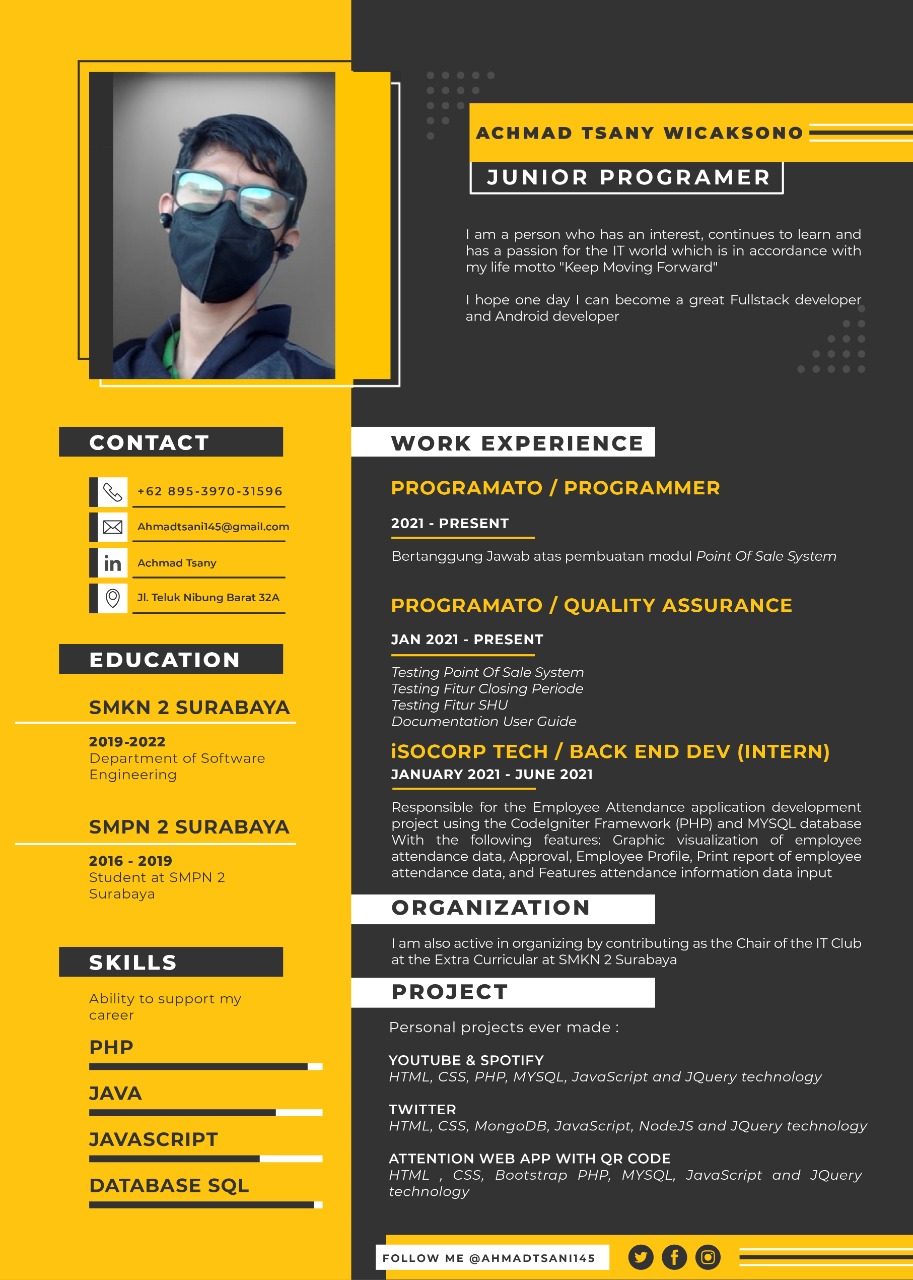 ACHMAD TSANY WICAKSONO
JUNIOR PROGRAMER
I am a person who has an interest, continues to learn and
has a passion for the IT world which is in accordance with
my life motto "Keep Moving Forward"
I hope one day I can become a great Fullstack developer
and Android developer
CONTACT
+62 895-3970-31596
Ahmadtsani145@gmail.com
in
Achmad Tsany
Jl. Teluk Nibung Barat 32A
EDUCATION
SMKN 2 SURABAYA
2019-2022
Department of Software
Engineering
SMPN 2 SURABAYA
2016 - 2019
Student at SMPN 2
Surabaya
SKILLS
Ability to support my
career
PHP
JAVA
JAVASCRIPT
DATABASE SQL
WORK EXPERIENCE
PROGRAMATO / PROGRAMMER
2021 - PRESENT
Bertanggung Jawab atas pembuatan modul Point Of Sale System
PROGRAMATO / QUALITY ASSURANCE
JAN 2021 - PRESENT
Testing Point Of Sale System
Testing Fitur Closing Periode
Testing Fitur SHU
Documentation User Guide
iSOCORP TECH / BACK END DEV (INTERN)
JANUARY 2021 - JUNE 2021
Responsible for the Employee Attendance application development
project using the CodeIgniter Framework (PHP) and MYSQL database
With the following features: Graphic visualization of employee
attendance data, Approval, Employee Profile, Print report of employee
attendance data, and Features attendance information data input
ORGANIZATION
I am also active in organizing by contributing as the Chair of the IT Club
at the Extra Curricular at SMKN 2 Surabaya
PROJECT
Personal projects ever made :
YOUTUBE & SPOTIFY
HTML, CSS, PHP, MYSQL, JavaScript and JQuery technology
TWITTER
HTML, CSS, MongoDB, JavaScript, NodeJS and JQuery technology
ATTENTION WEB APP WITH QR CODE
HTML , CSS, Bootstrap PHP, MYSQL, JavaScript and JQuery
technology
FOLLOW ME @AHMADTSANI145